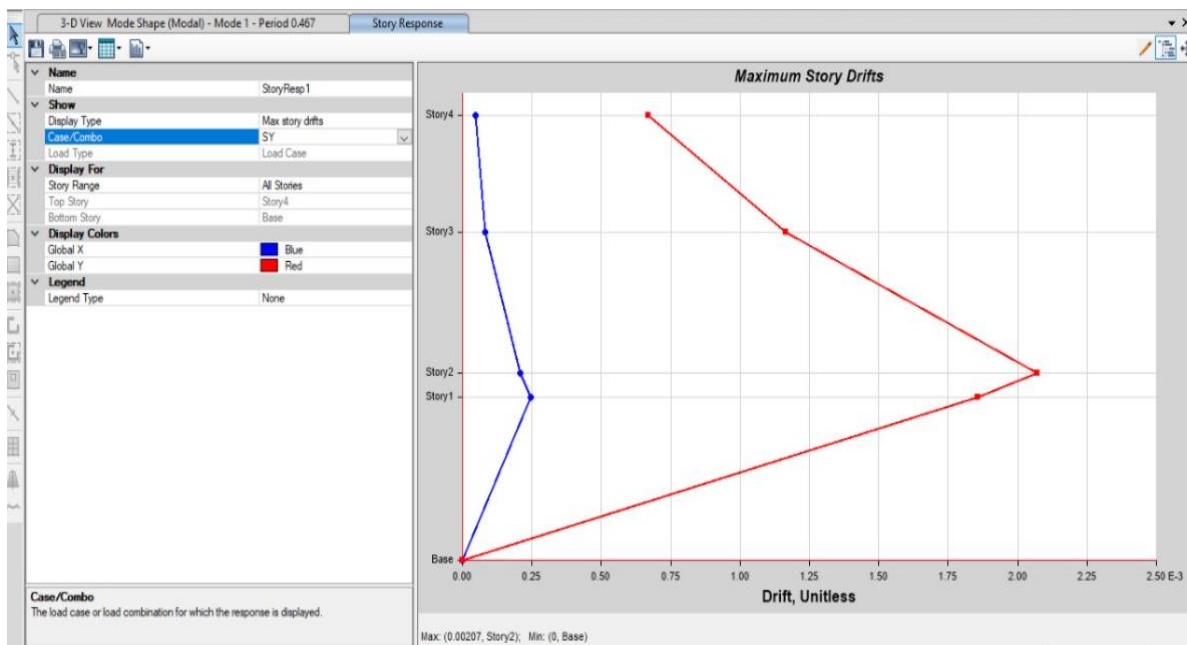 3-D View Mode Shape (Modal) - Mode 1 - Period 0.467
Story Response
Name
Name StoryResp1
Show
Display Type Max story drifts
Case/Combo SY
Load Type Load Case
Display For
Story Range All Stories
Top Story Story4
Bottom Story Base
Display Colors
Global X Blue
Global Y Red
Legend
Legend Type None
Case/Combo
The load case or load combination for which the response is displayed.
Maximum Story Drifts
Story4
Story3
Story2
Story1
Base
0.00 0.25 0.50 0.75 1.00 1.25 1.50 1.75 2.00 2.25 2.50 E-3
Drift, Unitless
Max: (0.00207, Story2); Min: (0, Base)